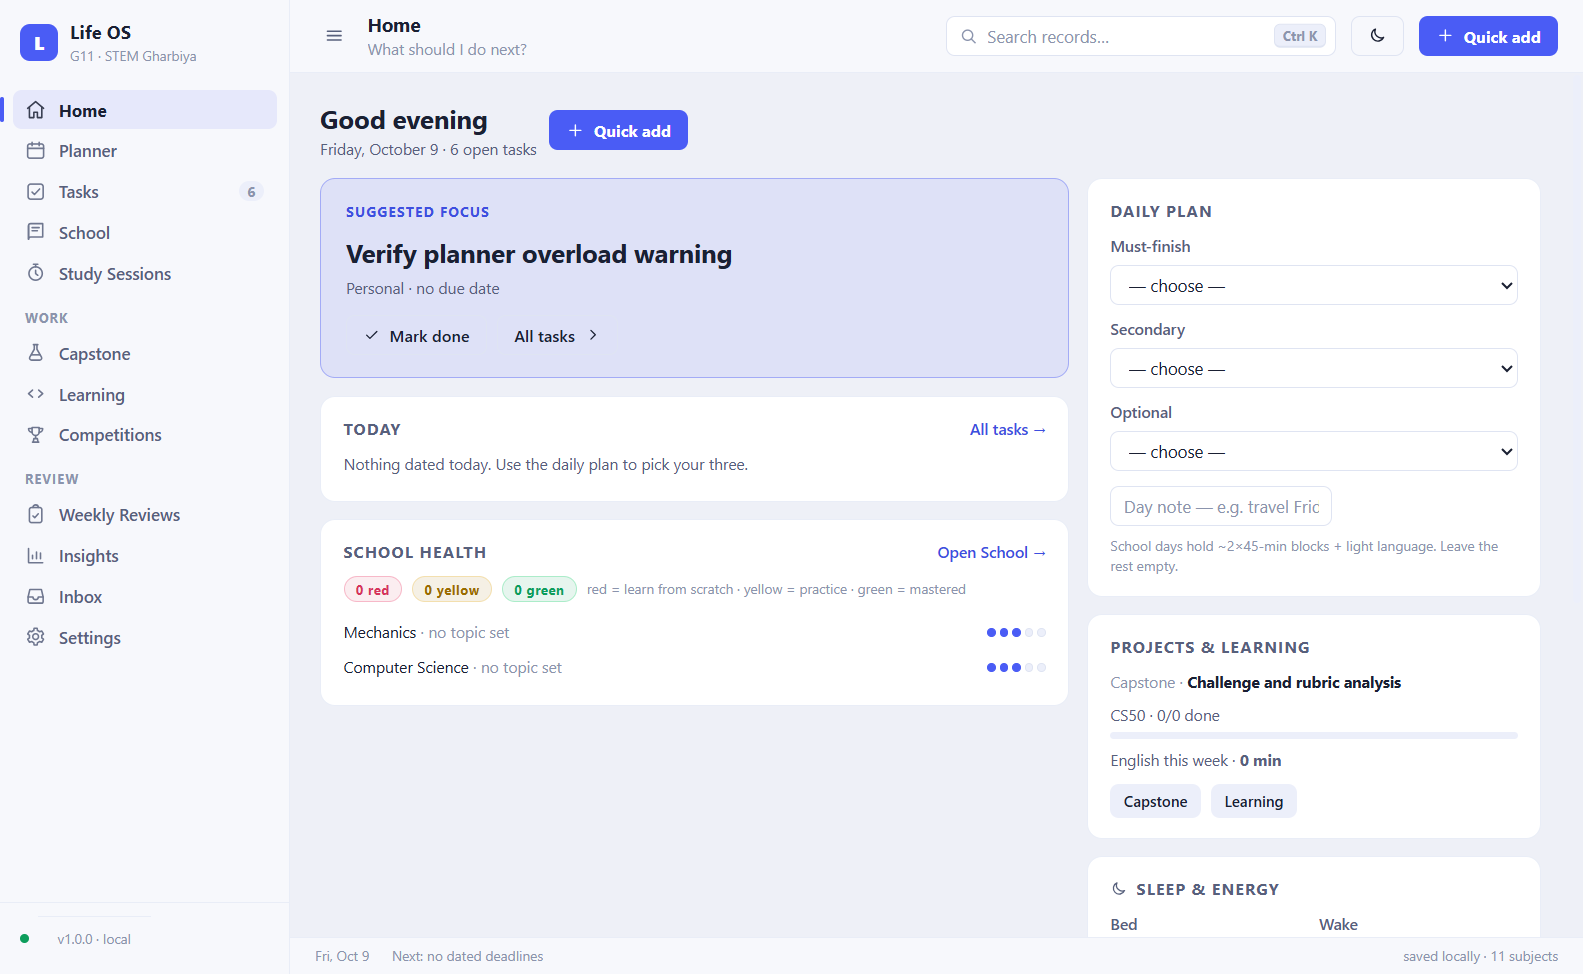 L
Life OS
G11 · STEM Gharbiya
Home
Planner
Tasks
6
School
Study Sessions
WORK
Capstone
Learning
Competitions
REVIEW
Weekly Reviews
Insights
Inbox
Settings
v1.0.0 · local
Home
What should I do next?
Search records...
Ctrl K
Quick add
Good evening
Friday, October 9 · 6 open tasks
Quick add
SUGGESTED FOCUS
Verify planner overload warning
Personal · no due date
Mark done
All tasks
TODAY
All tasks →
Nothing dated today. Use the daily plan to pick your three.
SCHOOL HEALTH
Open School →
0 red
0 yellow
0 green
red = learn from scratch · yellow = practice · green = mastered
Mechanics · no topic set
Computer Science · no topic set
DAILY PLAN
Must-finish
— choose —
Secondary
— choose —
Optional
— choose —
Day note — e.g. travel Fric
School days hold ~2×45-min blocks + light language. Leave the
rest empty.
PROJECTS & LEARNING
Capstone · Challenge and rubric analysis
CS50 · 0/0 done
English this week · 0 min
Capstone
Learning
SLEEP & ENERGY
Bed
Wake
Fri, Oct 9
Next: no dated deadlines
saved locally · 11 subjects